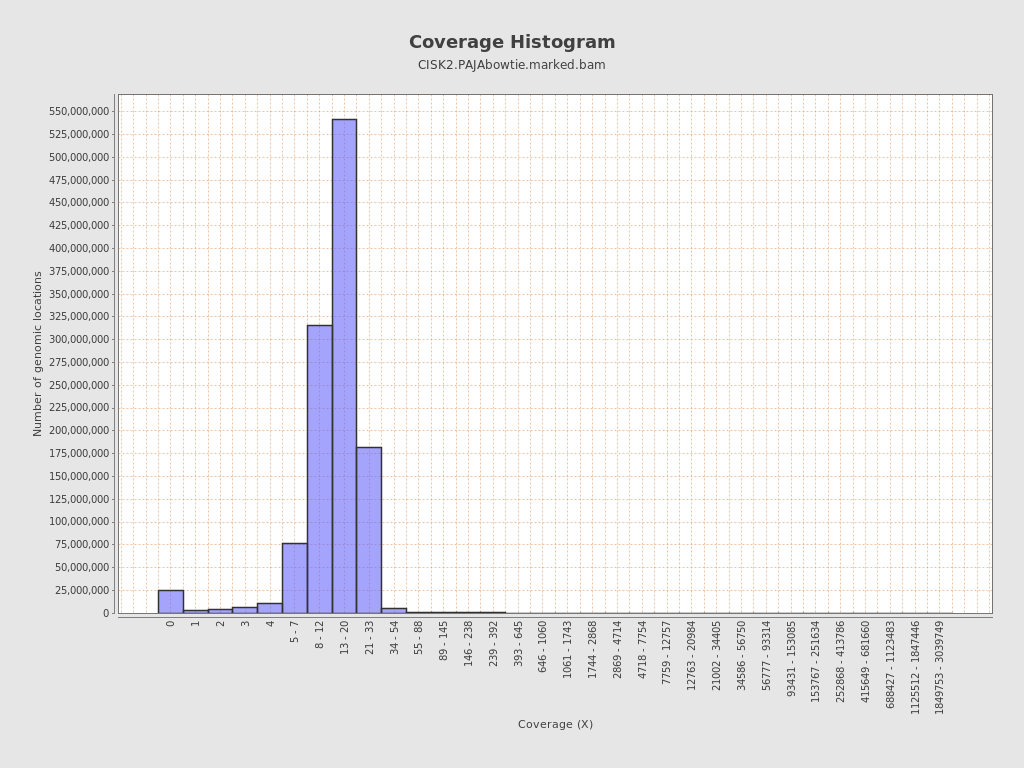 Coverage Histogram
CISK2.PAJAbowtie.marked.bam
Number of genomic locations
550,000,000
525,000,000
500,000,000
475,000,000
450,000,000
425,000,000
400,000,000
375,000,000
350,000,000
325,000,000
300,000,000
275,000,000
250,000,000
225,000,000
200,000,000
175,000,000
150,000,000
125,000,000
100,000,000
75,000,000
50,000,000
25,000,000
0
0
1
2
3
4
5 - 7
8 - 12
13 - 20
21 - 33
34 - 54
55 - 88
89 - 145
146 - 238
239 - 392
393 - 645
646 - 1060
1061 - 1743
1744 - 2868
2869 - 4714
4718 - 7754
7759 - 12757
12763 - 20984
21002 - 34405
34586 - 56750
56777 - 93314
93431 - 153085
153767 - 251634
252868 - 413786
415649 - 681660
688427 - 1123483
1125512 - 1847446
1849753 - 3039749
Coverage (X)